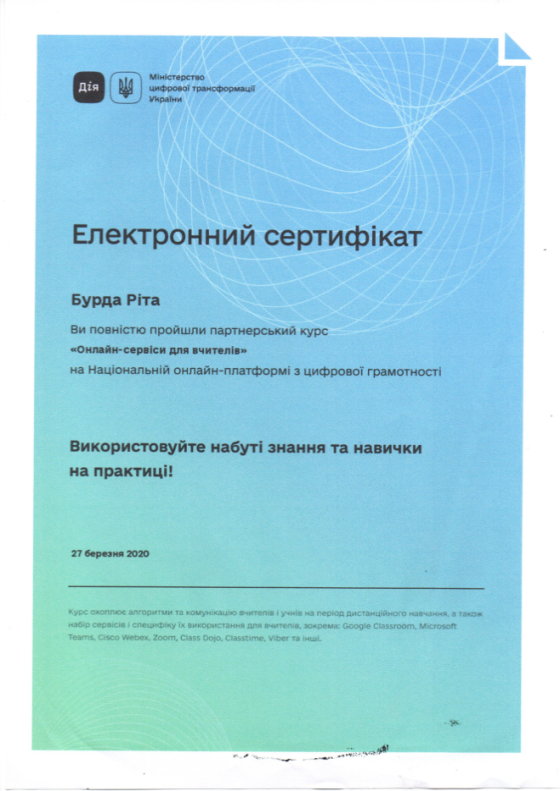 Дія
Міністерство
цифрової трансформації
України
Електронний сертифікат
Бурда Ріта
Ви повністю пройшли партнерський курс
«Онлайн-сервіси для вчителів»
на Національній онлайн-платформі з цифрової грамотності
Використовуйте набуті знання та навички
на практиці!
27 березня 2020
Курс охоплює алгоритми та комунікацію вчителів і учнів на період дистанційного навчання, а також
набір сервісів і специфіку їх використання для вчителів, зокрема: Google Classroom, Microsoft
Teams, Cisco Webex, Zoom, Class Dojo, Classtime, Viber та інші.